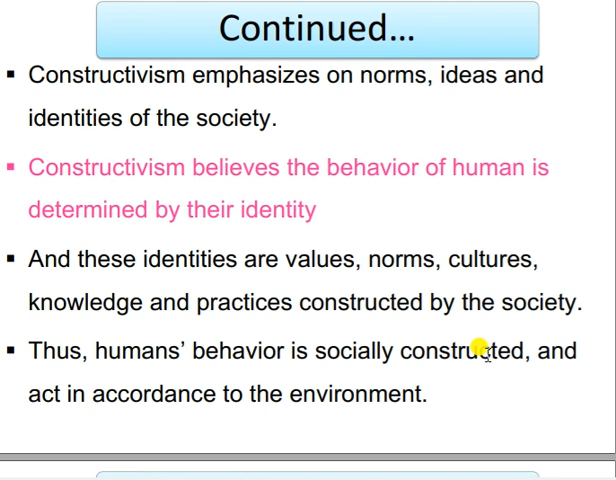 Continued...
▪ Constructivism emphasizes on norms, ideas and
identities of the society.
▪ Constructivism believes the behavior of human is
determined by their identity
▪ And these identities are values, norms, cultures,
knowledge and practices constructed by the society.
▪ Thus, humans’ behavior is socially constructed, and
act in accordance to the environment.